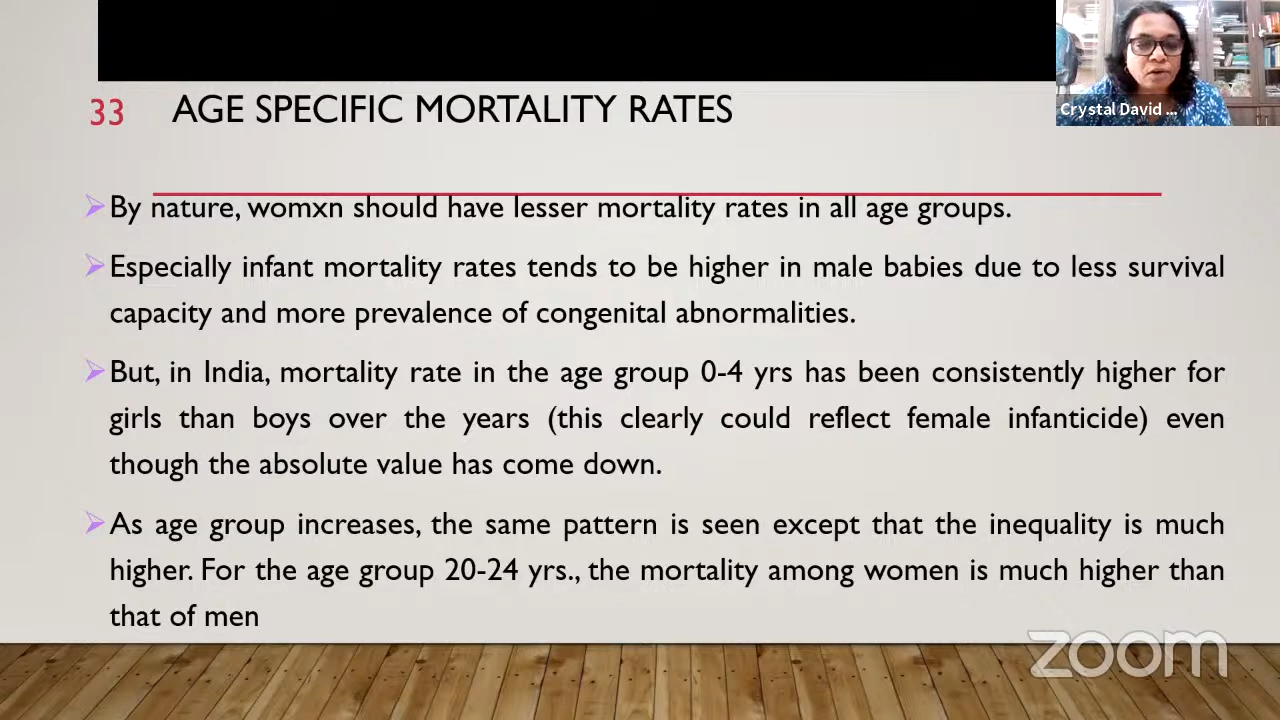 33 AGE SPECIFIC MORTALITY RATES
Crystal David ...
By nature, womxn should have lesser mortality rates in all age groups.
Especially infant mortality rates tends to be higher in male babies due to less survival
capacity and more prevalence of congenital abnormalities.
But, in India, mortality rate in the age group 0-4 yrs has been consistently higher for
girls than boys over the years (this clearly could reflect female infanticide) even
though the absolute value has come down.
As age group increases, the same pattern is seen except that the inequality is much
higher. For the age group 20-24 yrs., the mortality among women is much higher than
that of men
zoom